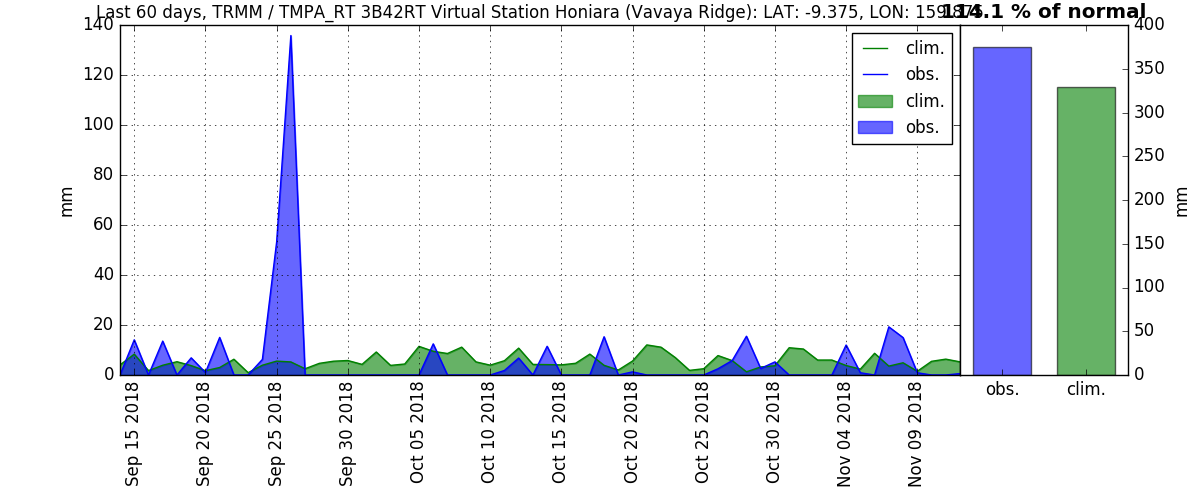 Last 60 days, TRMM / TMPA_RT 3B42RT Virtual Station Honiara (Vavaya Ridge): LAT: -9.375, LON: 159.875
114.1 % of normal
140
120
100
80
60
40
20
0
mm
clim.
obs.
clim.
obs.
400
350
300
250
200
150
100
50
0
mm
obs. clim.
Sep 15 2018
Sep 20 2018
Sep 25 2018
Sep 30 2018
Oct 05 2018
Oct 10 2018
Oct 15 2018
Oct 20 2018
Oct 25 2018
Oct 30 2018
Nov 04 2018
Nov 09 2018